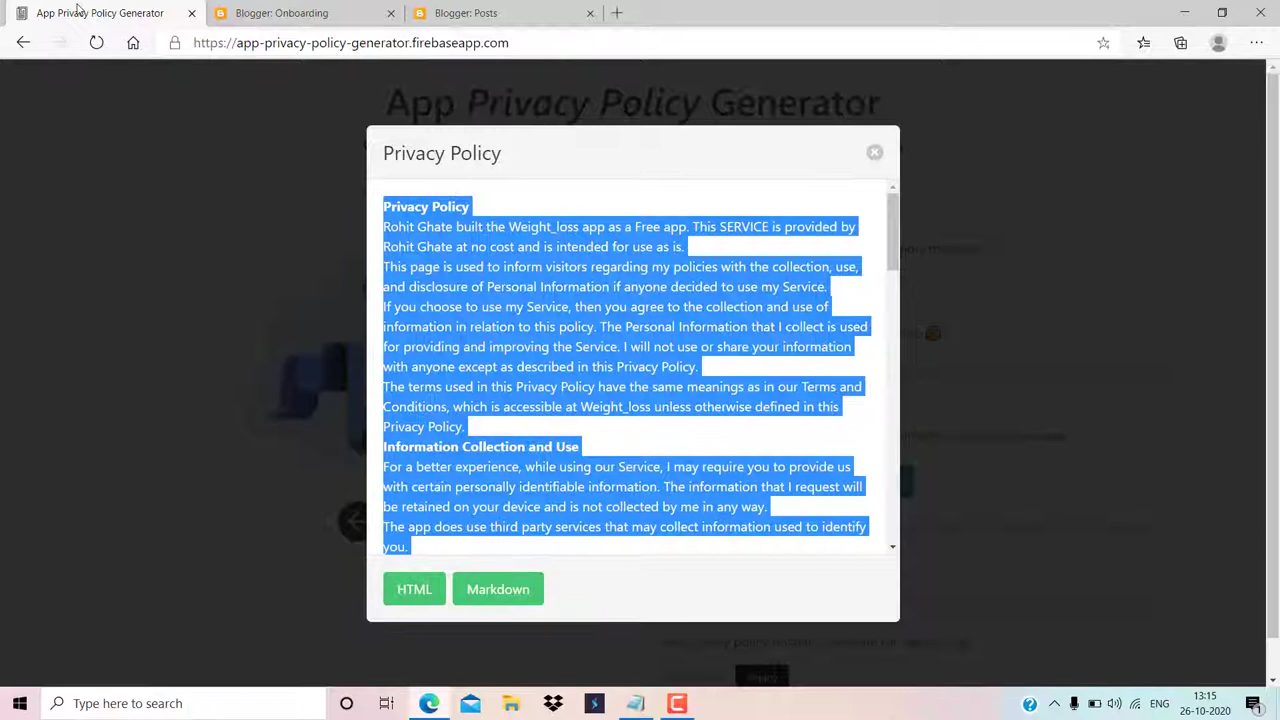 App Privacy Policy Generator
Blogger: Onboarding
Blogger: Posts
https://app-privacy-policy-generator.firebaseapp.com
App Privacy Policy Generator
Privacy Policy
Privacy Policy
Rohit Ghate built the Weight_loss app as a Free app. This SERVICE is provided by
Rohit Ghate at no cost and is intended for use as is.
This page is used to inform visitors regarding my policies with the collection, use,
and disclosure of Personal Information if anyone decided to use my Service.
If you choose to use my Service, then you agree to the collection and use of
information in relation to this policy. The Personal Information that I collect is used
for providing and improving the Service. I will not use or share your information
with anyone except as described in this Privacy Policy.
The terms used in this Privacy Policy have the same meanings as in our Terms and
Conditions, which is accessible at Weight_loss unless otherwise defined in this
Privacy Policy.
Information Collection and Use
For a better experience, while using our Service, I may require you to provide us
with certain personally identifiable information. The information that I request will
be retained on your device and is not collected by me in any way.
The app does use third party services that may collect information used to identify
you.
HTML
Markdown
Type here to search
ENG
13:15
26-10-2020
1